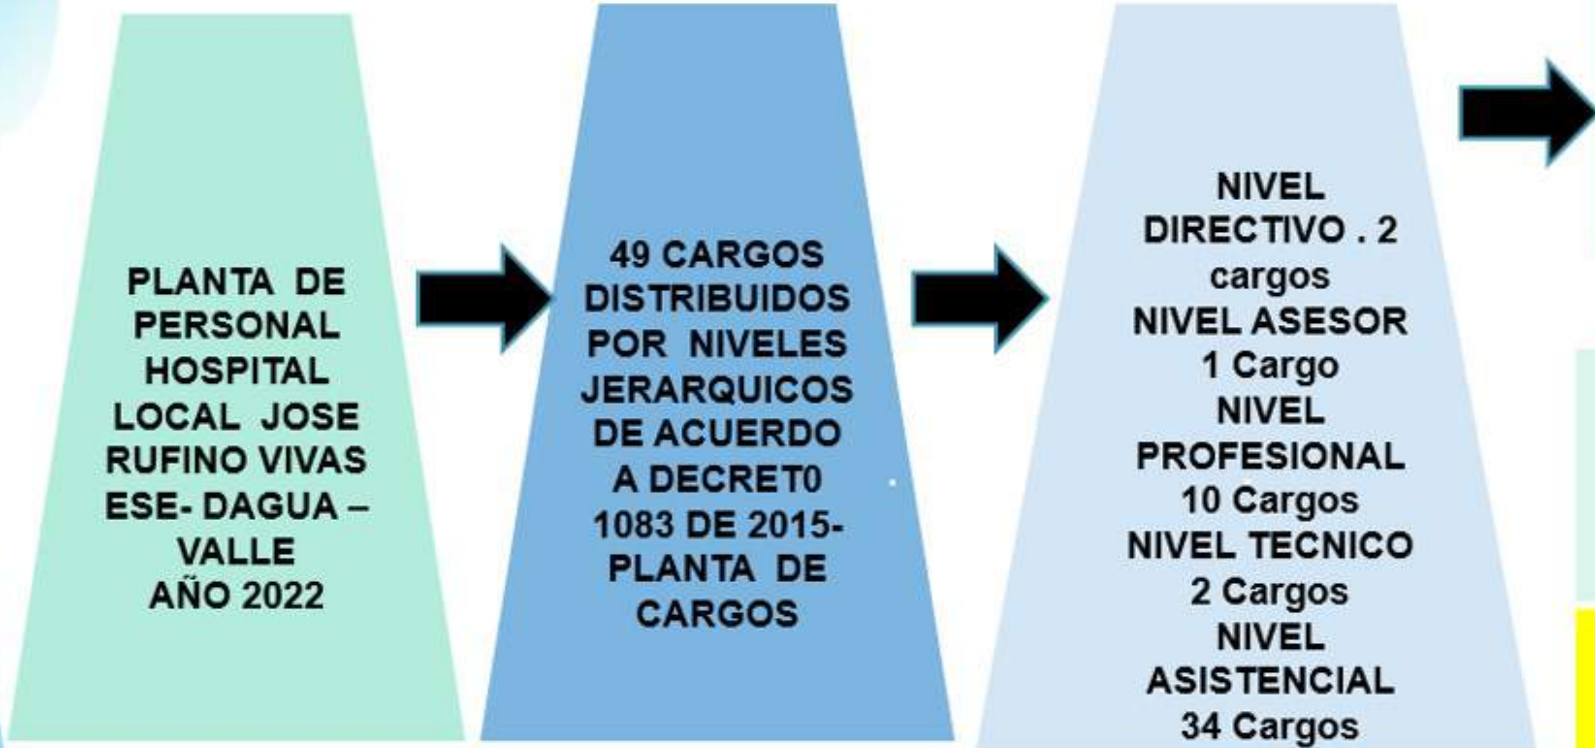 PLANTA DE
PERSONAL
HOSPITAL
LOCAL JOSE
RUFINO VIVAS
ESE- DAGUA –
VALLE
AÑO 2022
49 CARGOS
DISTRIBUIDOS
POR NIVELES
JERARQUICOS
DE ACUERDO
A DECRET0
1083 DE 2015-
PLANTA DE
CARGOS
NIVEL
DIRECTIVO . 2
cargos
NIVEL ASESOR
1 Cargo
NIVEL
PROFESIONAL
10 Cargos
NIVEL TECNICO
2 Cargos
NIVEL
ASISTENCIAL
34 Cargos